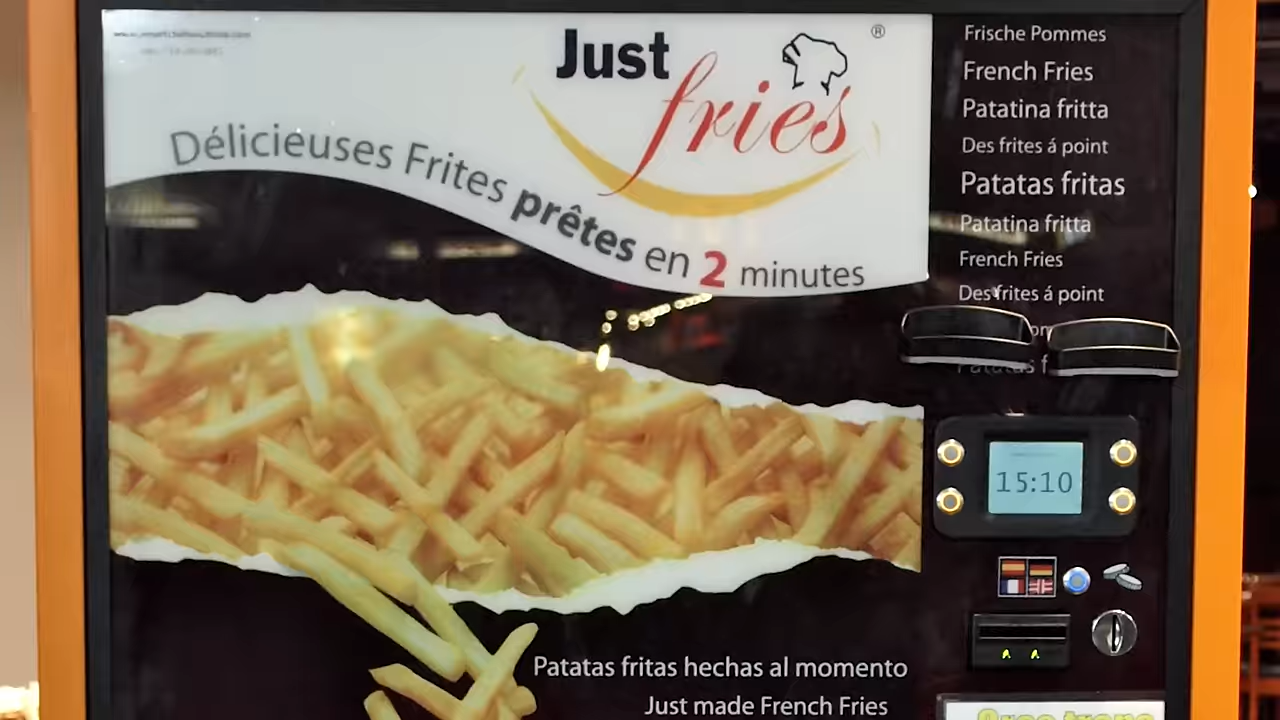 Just
fries
®
Délicieuses Frites prêtes en 2 minutes
Frische Pommes
French Fries
Patatina fritta
Des frites á point
Patatas fritas
Patatina fritta
French Fries
Des frites á point
Patatas f
15:10
Patatas fritas hechas al momento
Just made French Fries